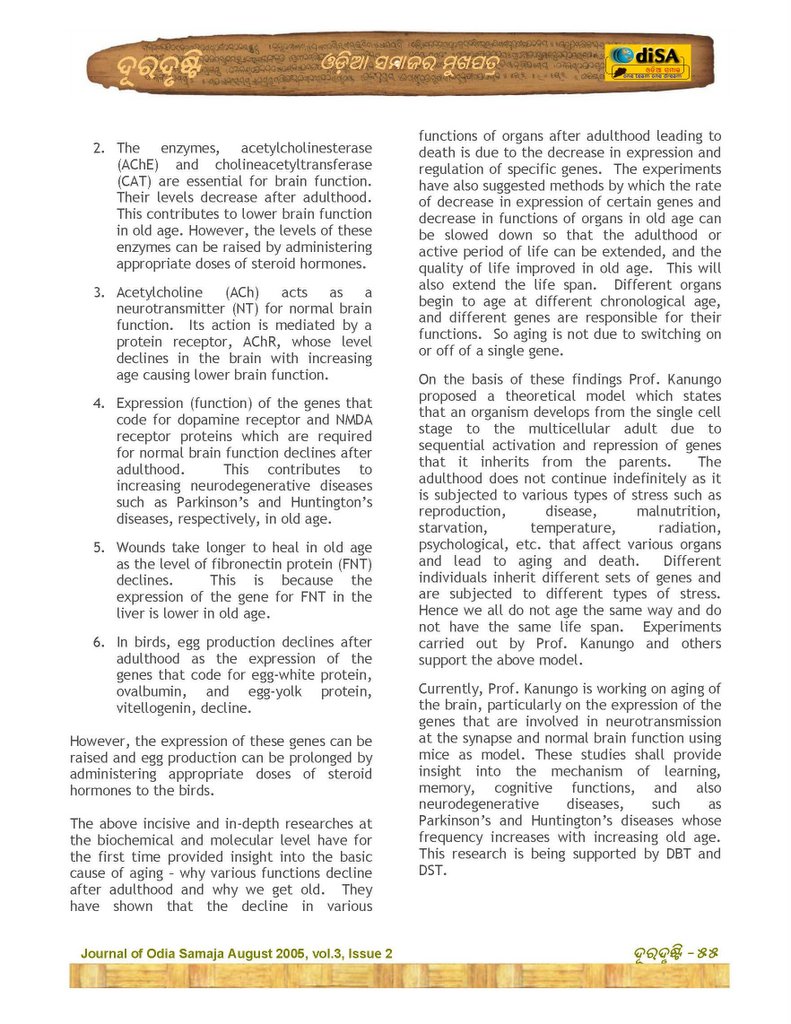 ଦୂରଦୃଷ୍ଟି
ଓଡ଼ିଆ ସମାଜର ମୁଖପତ୍ର
OdiSA
ଓଡ଼ିଆ ସମାଜ
one team one dream
2. The enzymes, acetylcholinesterase
(AChE) and cholineacetyltransferase
(CAT) are essential for brain function.
Their levels decrease after adulthood.
This contributes to lower brain function
in old age. However, the levels of these
enzymes can be raised by administering
appropriate doses of steroid hormones.
3. Acetylcholine (ACh) acts as a
neurotransmitter (NT) for normal brain
function. Its action is mediated by a
protein receptor, AChR, whose level
declines in the brain with increasing
age causing lower brain function.
4. Expression (function) of the genes that
code for dopamine receptor and NMDA
receptor proteins which are required
for normal brain function declines after
adulthood. This contributes to
increasing neurodegenerative diseases
such as Parkinson’s and Huntington’s
diseases, respectively, in old age.
5. Wounds take longer to heal in old age
as the level of fibronectin protein (FNT)
declines. This is because the
expression of the gene for FNT in the
liver is lower in old age.
6. In birds, egg production declines after
adulthood as the expression of the
genes that code for egg-white protein,
ovalbumin, and egg-yolk protein,
vitellogenin, decline.
However, the expression of these genes can be
raised and egg production can be prolonged by
administering appropriate doses of steroid
hormones to the birds.
The above incisive and in-depth researches at
the biochemical and molecular level have for
the first time provided insight into the basic
cause of aging – why various functions decline
after adulthood and why we get old. They
have shown that the decline in various
functions of organs after adulthood leading to
death is due to the decrease in expression and
regulation of specific genes. The experiments
have also suggested methods by which the rate
of decrease in expression of certain genes and
decrease in functions of organs in old age can
be slowed down so that the adulthood or
active period of life can be extended, and the
quality of life improved in old age. This will
also extend the life span. Different organs
begin to age at different chronological age,
and different genes are responsible for their
functions. So aging is not due to switching on
or off of a single gene.
On the basis of these findings Prof. Kanungo
proposed a theoretical model which states
that an organism develops from the single cell
stage to the multicellular adult due to
sequential activation and repression of genes
that it inherits from the parents. The
adulthood does not continue indefinitely as it
is subjected to various types of stress such as
reproduction, disease, malnutrition,
starvation, temperature, radiation,
psychological, etc. that affect various organs
and lead to aging and death. Different
individuals inherit different sets of genes and
are subjected to different types of stress.
Hence we all do not age the same way and do
not have the same life span. Experiments
carried out by Prof. Kanungo and others
support the above model.
Currently, Prof. Kanungo is working on aging of
the brain, particularly on the expression of the
genes that are involved in neurotransmission
at the synapse and normal brain function using
mice as model. These studies shall provide
insight into the mechanism of learning,
memory, cognitive functions, and also
neurodegenerative diseases, such as
Parkinson’s and Huntington’s diseases whose
frequency increases with increasing old age.
This research is being supported by DBT and
DST.
Journal of Odia Samaja August 2005, vol.3, Issue 2
ଦୂରଦୃଷ୍ଟି - ୫୫